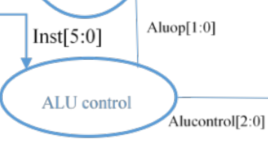 Aluop[1:0]
Inst[5:0]
ALU control
Alucontrol[2:0]